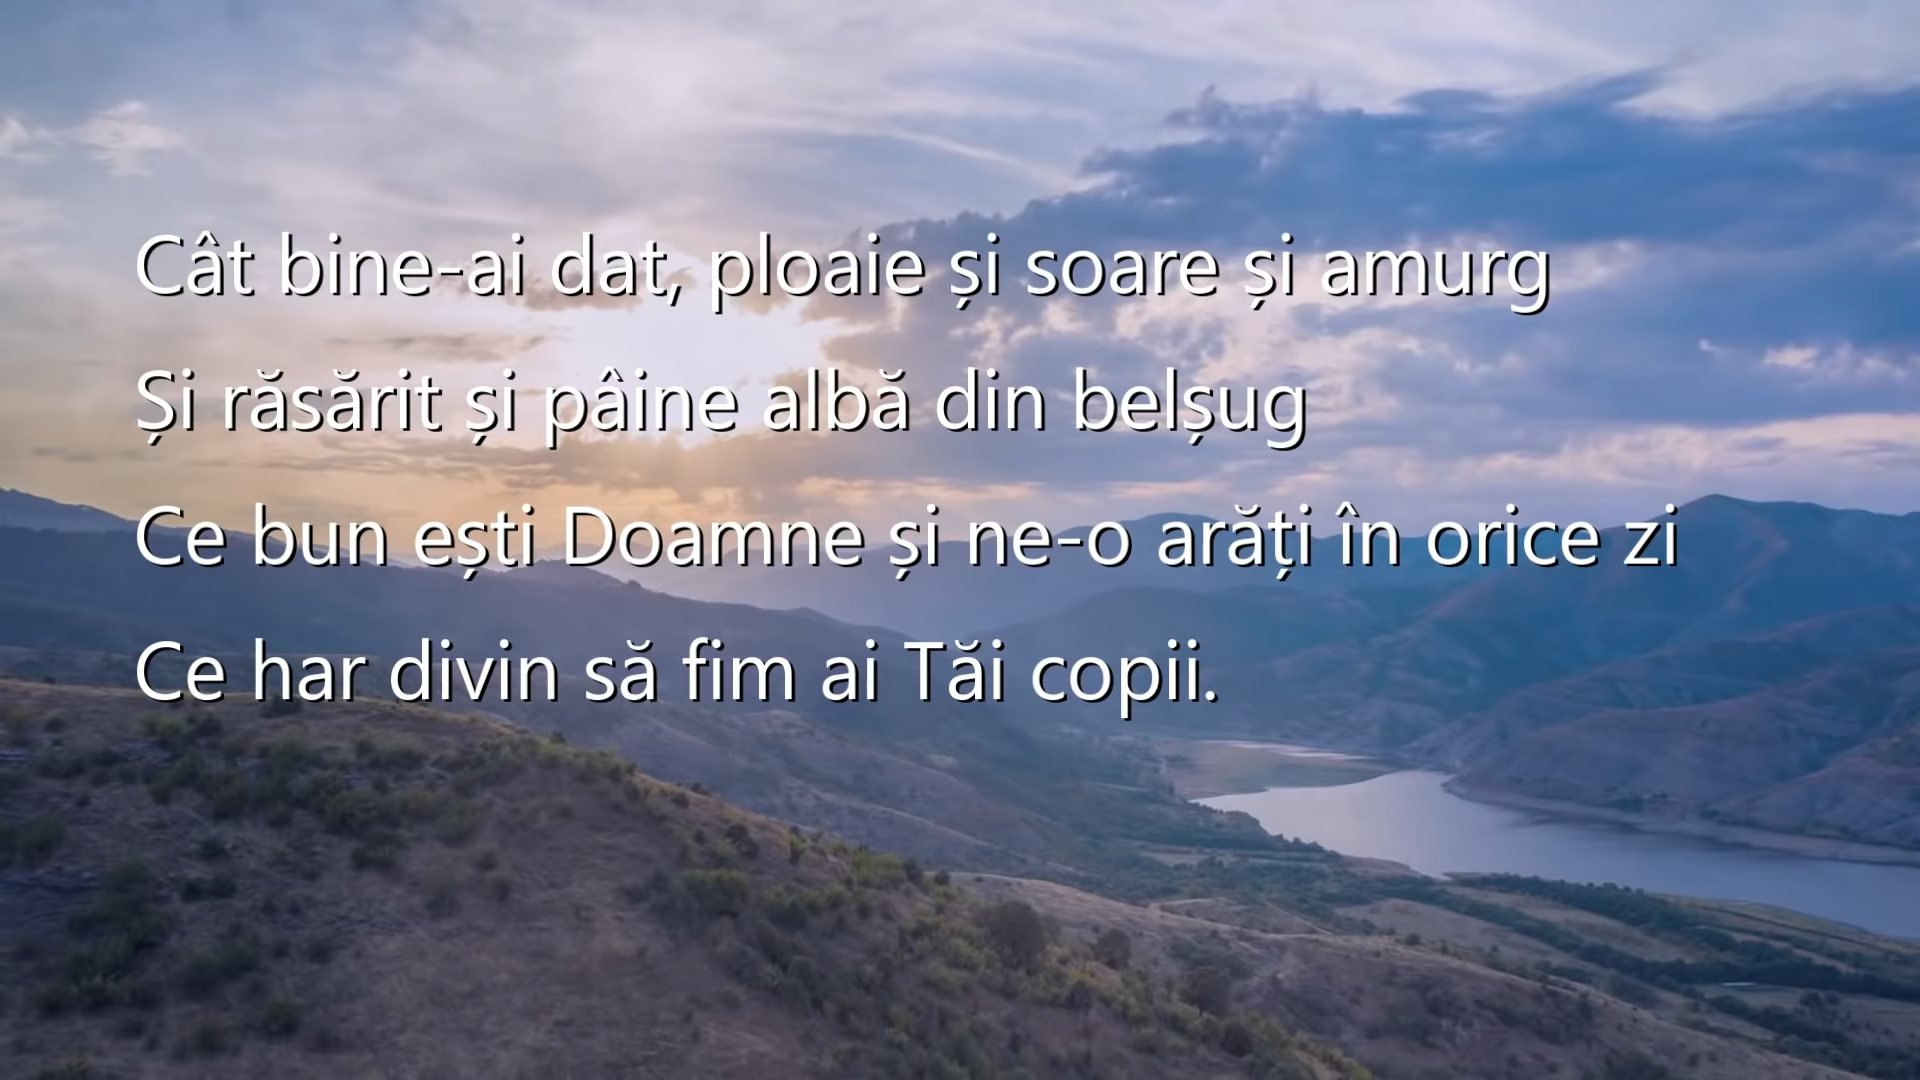 Cât bine-ai dat, ploaie și soare și amurg
Și răsărit și pâine albă din belșug
Ce bun ești Doamne și ne-o arăți în orice zi
Ce har divin să fim ai Tăi copii.